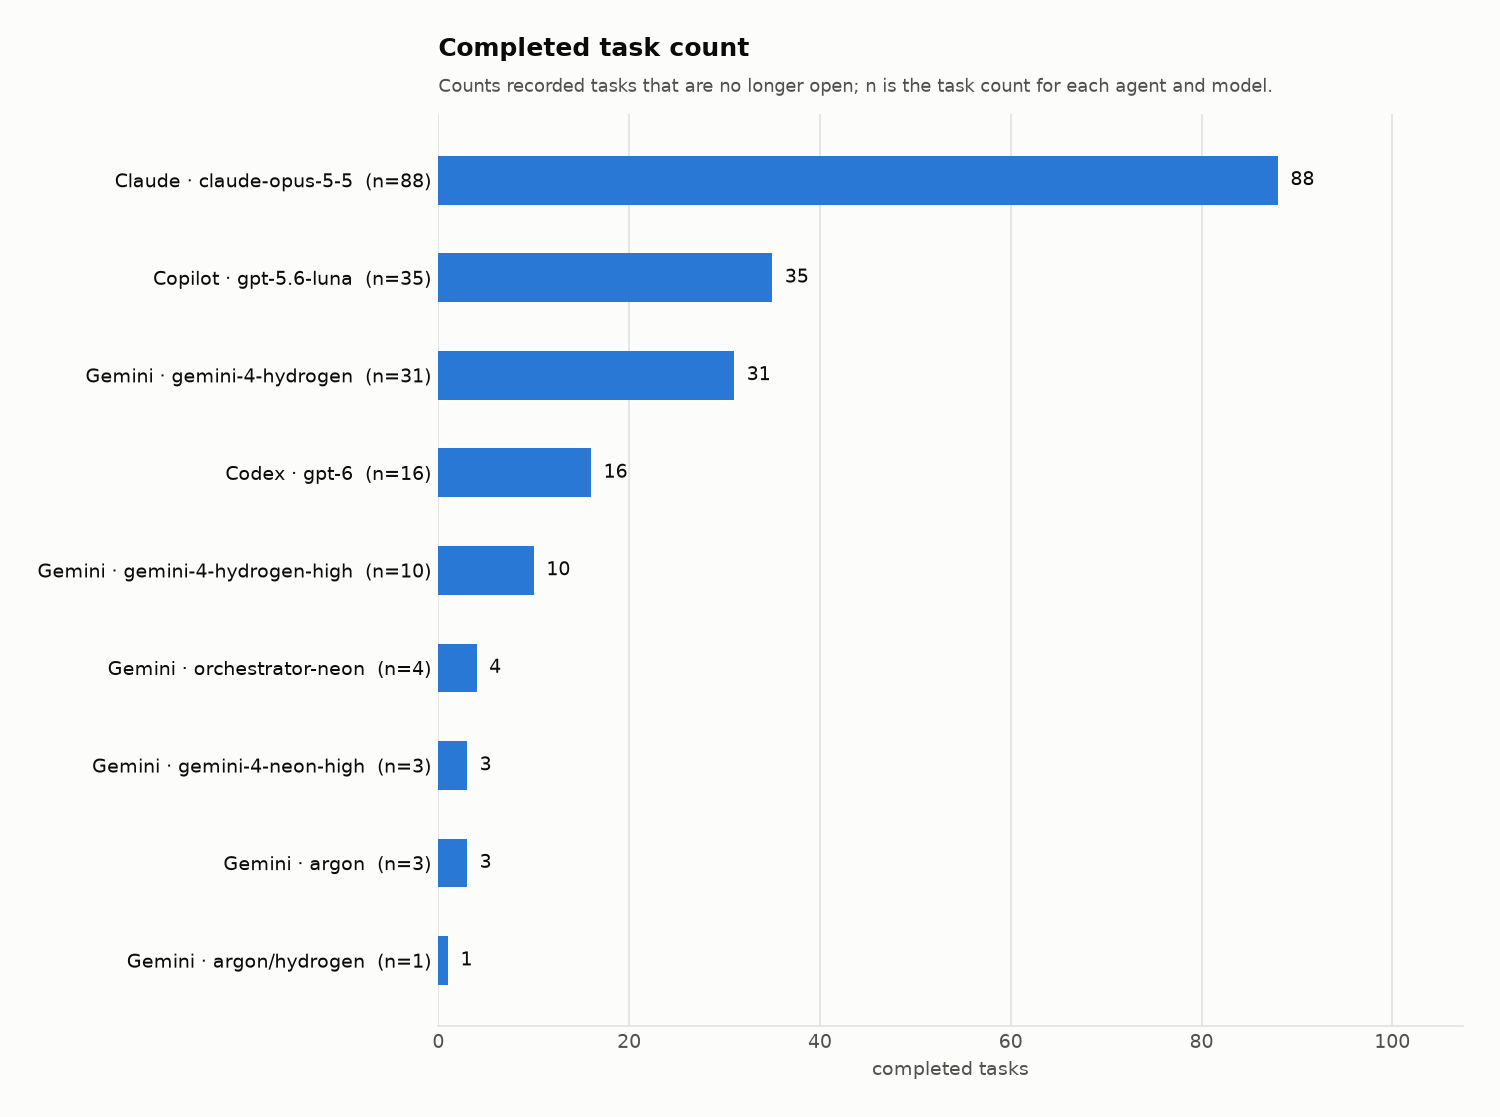 Completed task count
Counts recorded tasks that are no longer open; n is the task count for each agent and model.
Claude · claude-opus-5-5 (n=88) 88
Copilot · gpt-5.6-luna (n=35) 35
Gemini · gemini-4-hydrogen (n=31) 31
Codex · gpt-6 (n=16) 16
Gemini · gemini-4-hydrogen-high (n=10) 10
Gemini · orchestrator-neon (n=4) 4
Gemini · gemini-4-neon-high (n=3) 3
Gemini · argon (n=3) 3
Gemini · argon/hydrogen (n=1) 1
0 20 40 60 80 100
completed tasks